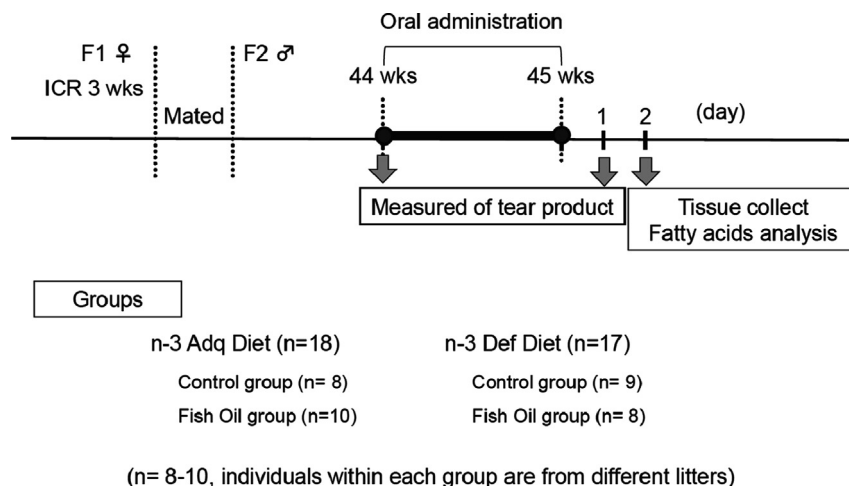 Oral administration
F1 ♀
F2 ♂
ICR 3 wks
Mated
44 wks
45 wks
1
2
(day)
Measured of tear product
Tissue collect
Fatty acids analysis
Groups
n-3 Adq Diet (n=18)
Control group (n= 8)
Fish Oil group (n=10)
n-3 Def Diet (n=17)
Control group (n= 9)
Fish Oil group (n= 8)
(n= 8-10, individuals within each group are from different litters)